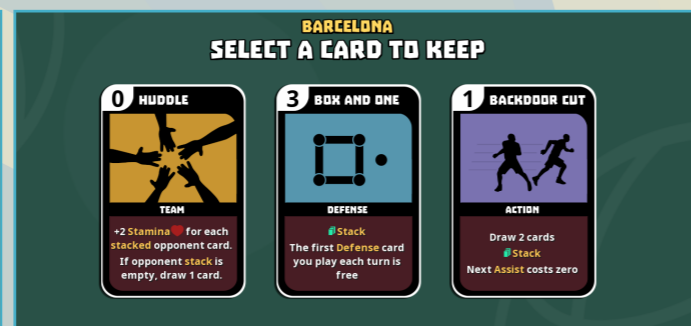 BARCELONA
SELECT A CARD TO KEEP
0 HUDDLE
TEAM
+2 Stamina for each
stacked opponent card.
If opponent stack is
empty, draw 1 card.
3 BOX AND ONE
DEFENSE
Stack
The first Defense card
you play each turn is
free
1 BACKDOOR CUT
ACTION
Draw 2 cards
Stack
Next Assist costs zero